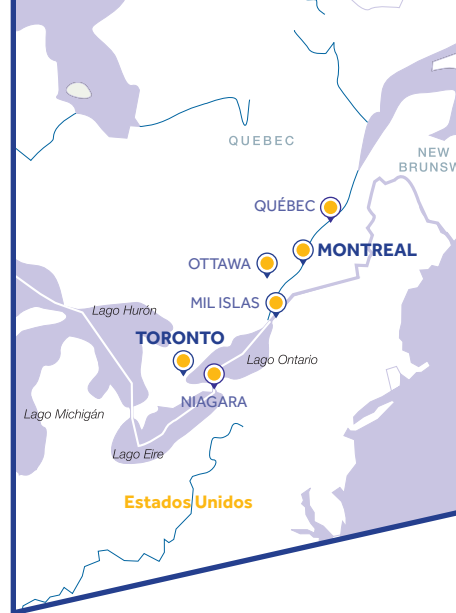 QUEBEC
NEW
BRUNSW
QUÉBEC
MONTREAL
OTTAWA
MIL ISLAS
Lago Hurón
TORONTO
Lago Ontario
NIAGARA
Lago Michigán
Lago Eire
Estados Unidos